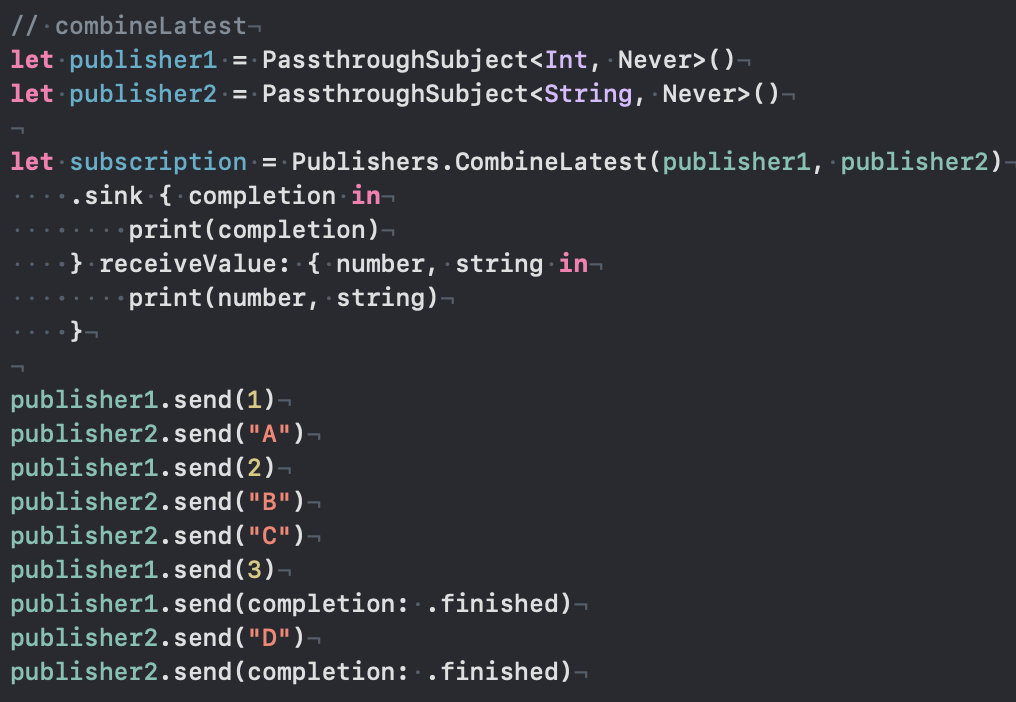 // combineLatest
let publisher1 = PassthroughSubject<Int, Never>()
let publisher2 = PassthroughSubject<String, Never>()

let subscription = Publishers.CombineLatest(publisher1, publisher2)
    .sink { completion in
        print(completion)
    } receiveValue: { number, string in
        print(number, string)
    }

publisher1.send(1)
publisher2.send("A")
publisher1.send(2)
publisher2.send("B")
publisher2.send("C")
publisher1.send(3)
publisher1.send(completion: .finished)
publisher2.send("D")
publisher2.send(completion: .finished)